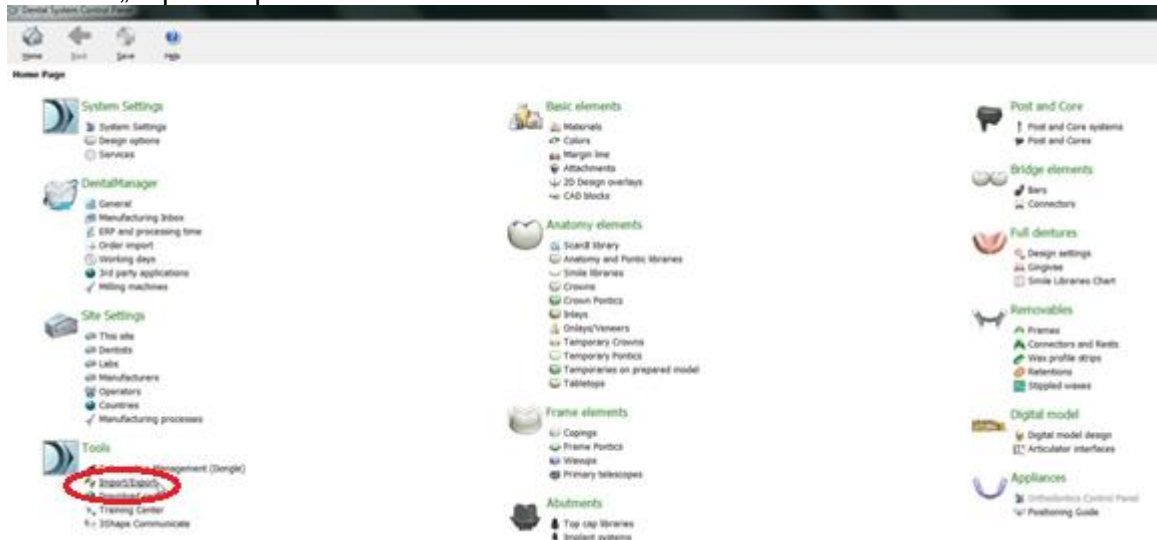 Dental System Control Panel
Home Back Save Help
Home Page
System Settings
System Settings
Design options
Services
DentalManager
General
Manufacturing Inbox
ERP and processing time
Order import
Working days
3rd party applications
Milling machines
Site Settings
This site
Dentists
Labs
Manufacturers
Operators
Countries
Manufacturing processes
Tools
Management (Dongle)
Import/Export
Download
Training Center
3Shape Communicate
Basic elements
Materials
Colors
Margin line
Attachments
2D Design overlays
CAD blocks
Anatomy elements
ScanIt library
Anatomy and Pontic libraries
Smile libraries
Crowns
Crown Pontics
Inlays
Onlays/Veneers
Temporary Crowns
Temporary Pontics
Temporaries on prepared model
Tabletops
Frame elements
Copings
Frame Pontics
Waxups
Primary telescopes
Abutments
Top cap libraries
Implant systems
Post and Core
Post and Core systems
Post and Cores
Bridge elements
Bars
Connectors
Full dentures
Design settings
Gingivae
Smile Libraries Chart
Removables
Frames
Connectors and Rests
Wax profile strips
Retentions
Stippled waxes
Digital model
Digital model design
Articulator interfaces
Appliances
Orthodontics Control Panel
Positioning Guide